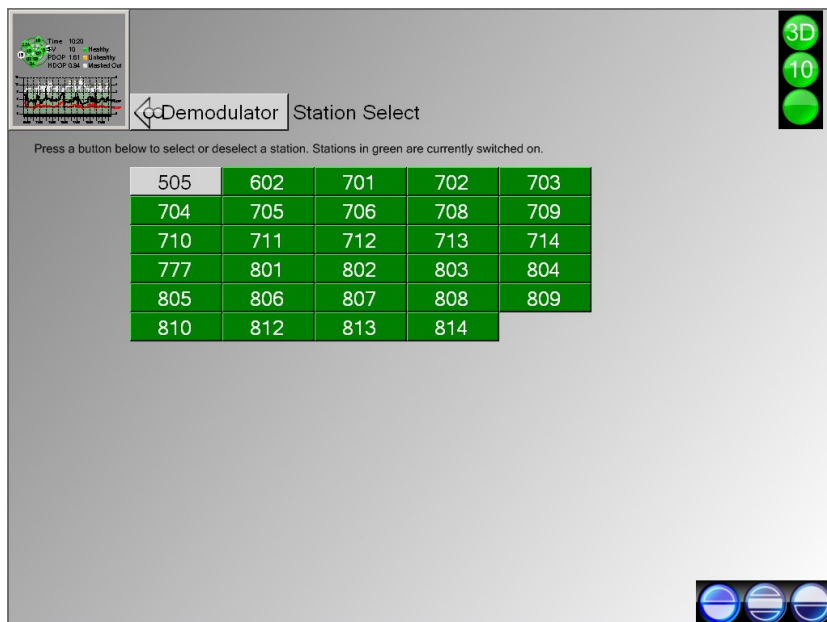 Time 10:20
SV 10 Healthy
PDOP 1.61 Unhealthy
HDOP 0.84 Masked Out
3D
10
Demodulator Station Select
Press a button below to select or deselect a station. Stations in green are currently switched on.
505 602 701 702 703
704 705 706 708 709
710 711 712 713 714
777 801 802 803 804
805 806 807 808 809
810 812 813 814